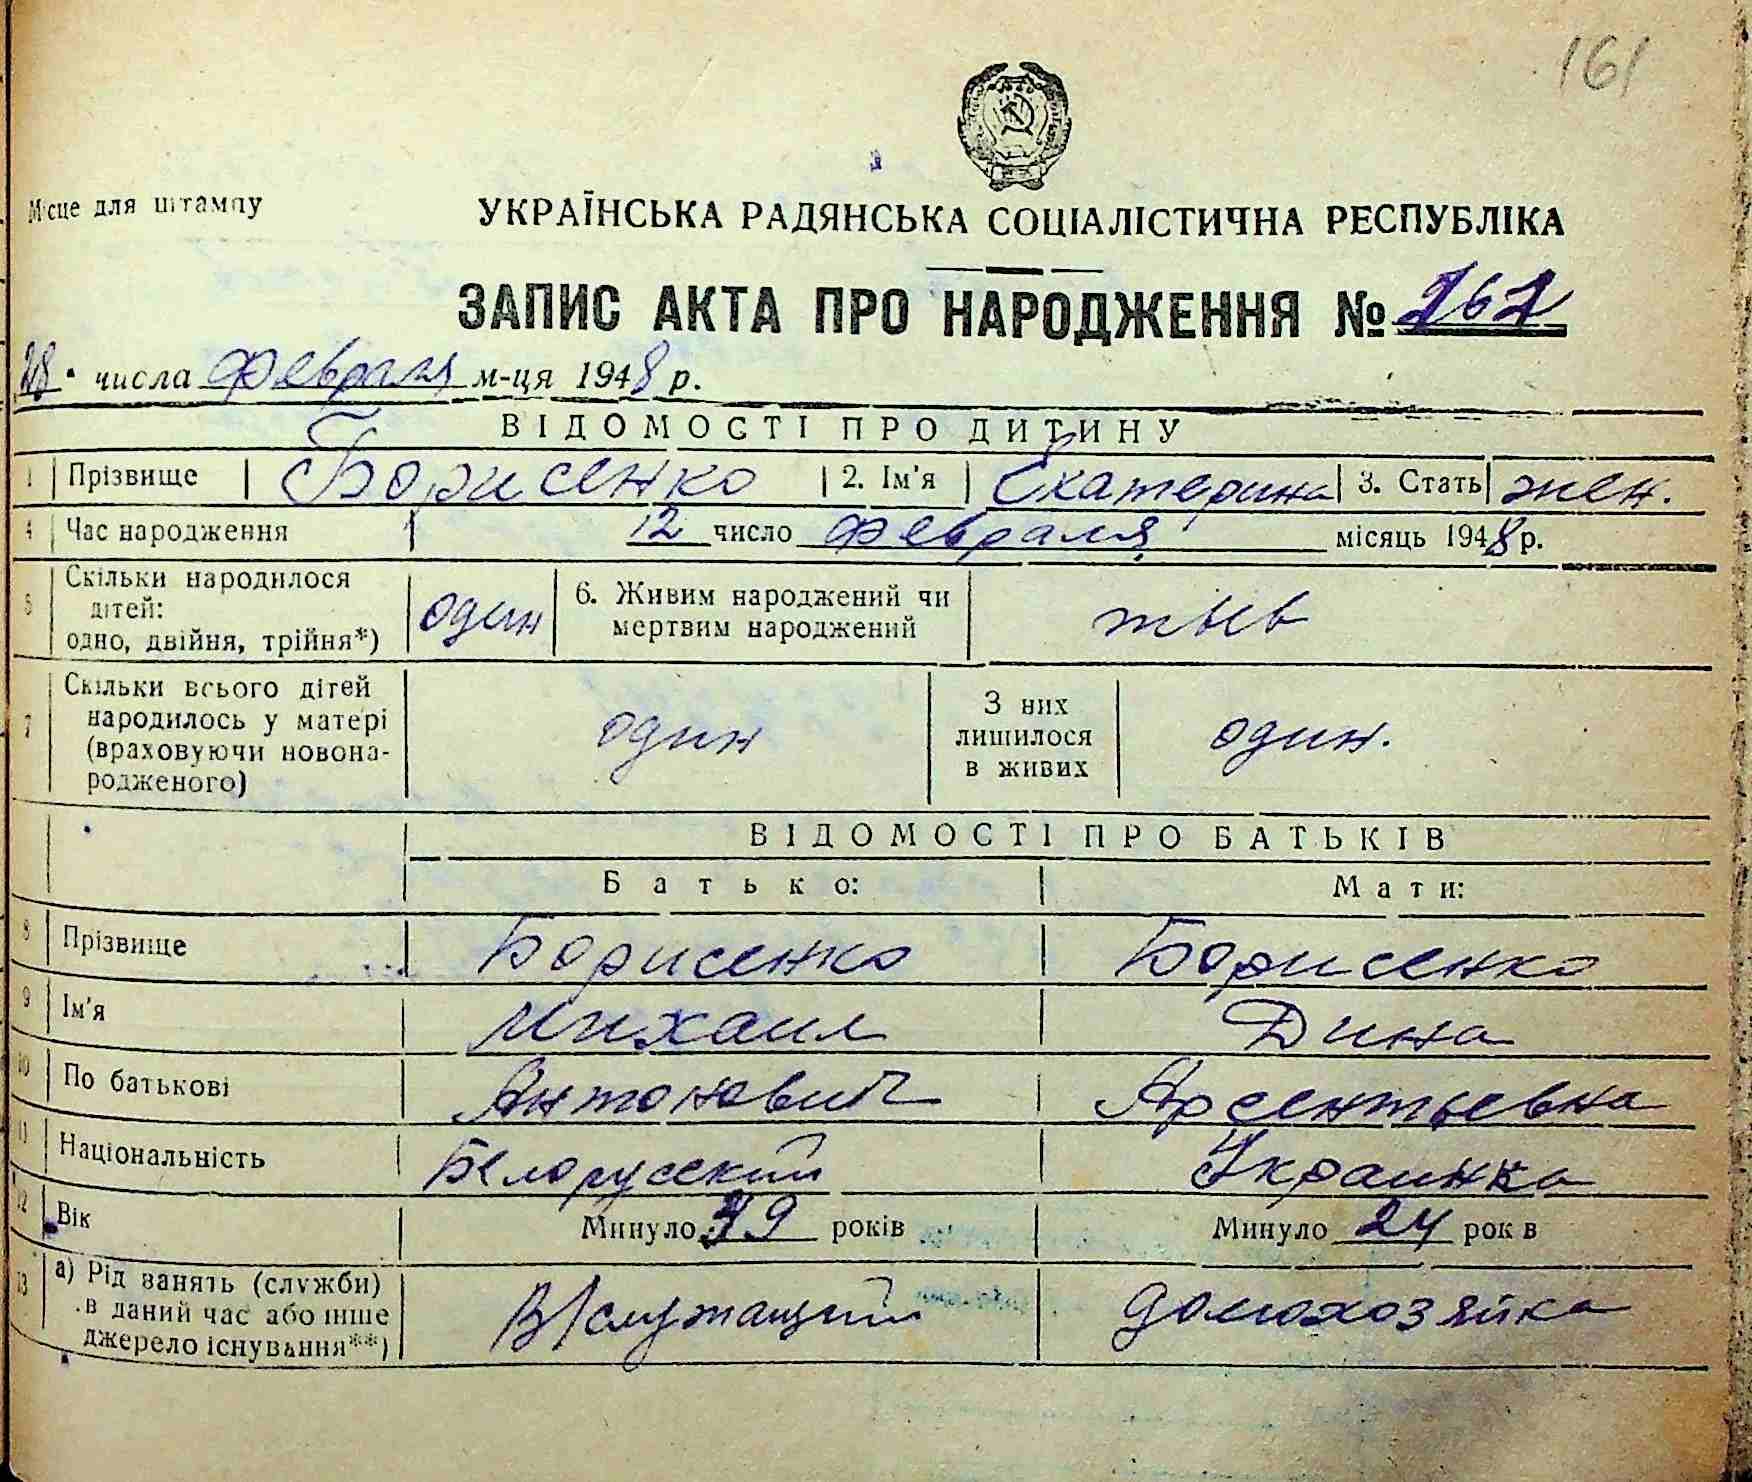 161
Місце для штампу
УКРАЇНСЬКА РАДЯНСЬКА СОЦІАЛІСТИЧНА РЕСПУБЛІКА
ЗАПИС АКТА ПРО НАРОДЖЕННЯ №
28 числа февраля м-ця 1948 р.
ВІДОМОСТІ ПРО ДИТИНУ
1 Прізвище Борисенко 2. Ім'я Екатерина 3. Стать жен.
4 Час народження 12 число февраля місяць 1948 р.
5 Скільки народилося
дітей:
одно, двійня, трійня*)
один
6. Живим народжений чи
мертвим народжений
7 Скільки всього дітей
народилось у матері
(враховуючи новона-
родженого)
один
З них
лишилося
в живих
один.
ВІДОМОСТІ ПРО БАТЬКІВ
Батько: Мати:
8 Прізвище Борисенко Борисенко
9 Ім'я Михаил Дина
10 По батькові Антонович Арсентьевна
11 Національність Белорусский Украинка
12 Вік Минуло років Минуло 24 рок в
13 а) Рід занять (служби)
в даний час або інше
джерело існування**)
В/служащий домохозяйка